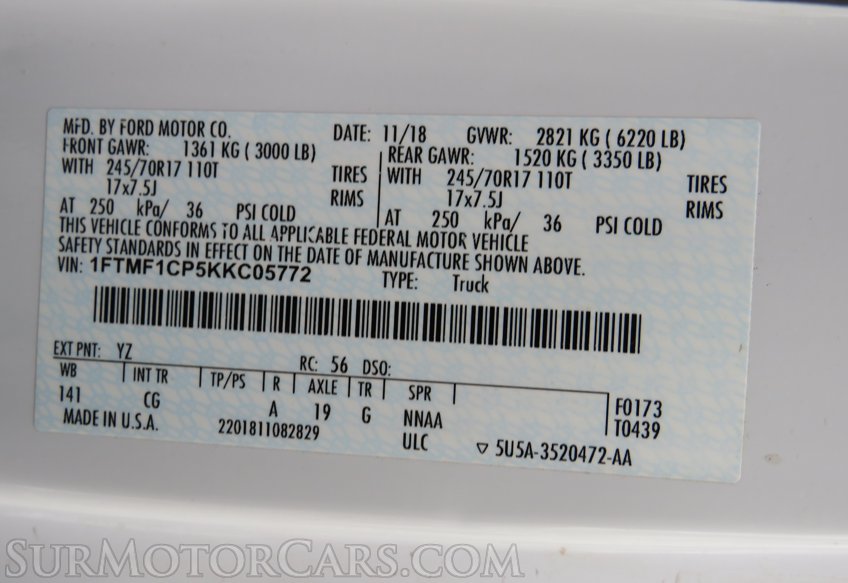 MFD. BY FORD MOTOR CO. DATE: 11/18 GVWR: 2821 KG ( 6220 LB)
FRONT GAWR: 1361 KG ( 3000 LB) REAR GAWR: 1520 KG ( 3350 LB)
WITH 245/70R17 110T TIRES WITH 245/70R17 110T TIRES
17x7.5J RIMS 17x7.5J RIMS
AT 250 kPa/ 36 PSI COLD AT 250 kPa/ 36 PSI COLD
THIS VEHICLE CONFORMS TO ALL APPLICABLE FEDERAL MOTOR VEHICLE
SAFETY STANDARDS IN EFFECT ON THE DATE OF MANUFACTURE SHOWN ABOVE.
VIN: 1FTMF1CP5KKC05772 TYPE: Truck
EXT PNT: YZ RC: 56 DSO:
WB INT TR TP/PS R AXLE TR SPR F0173
141 CG A 19 G NNAA T0439
MADE IN U.S.A. 2201811082829 ULC ▽ 5U5A-3520472-AA
SURMOTORCARS.COM